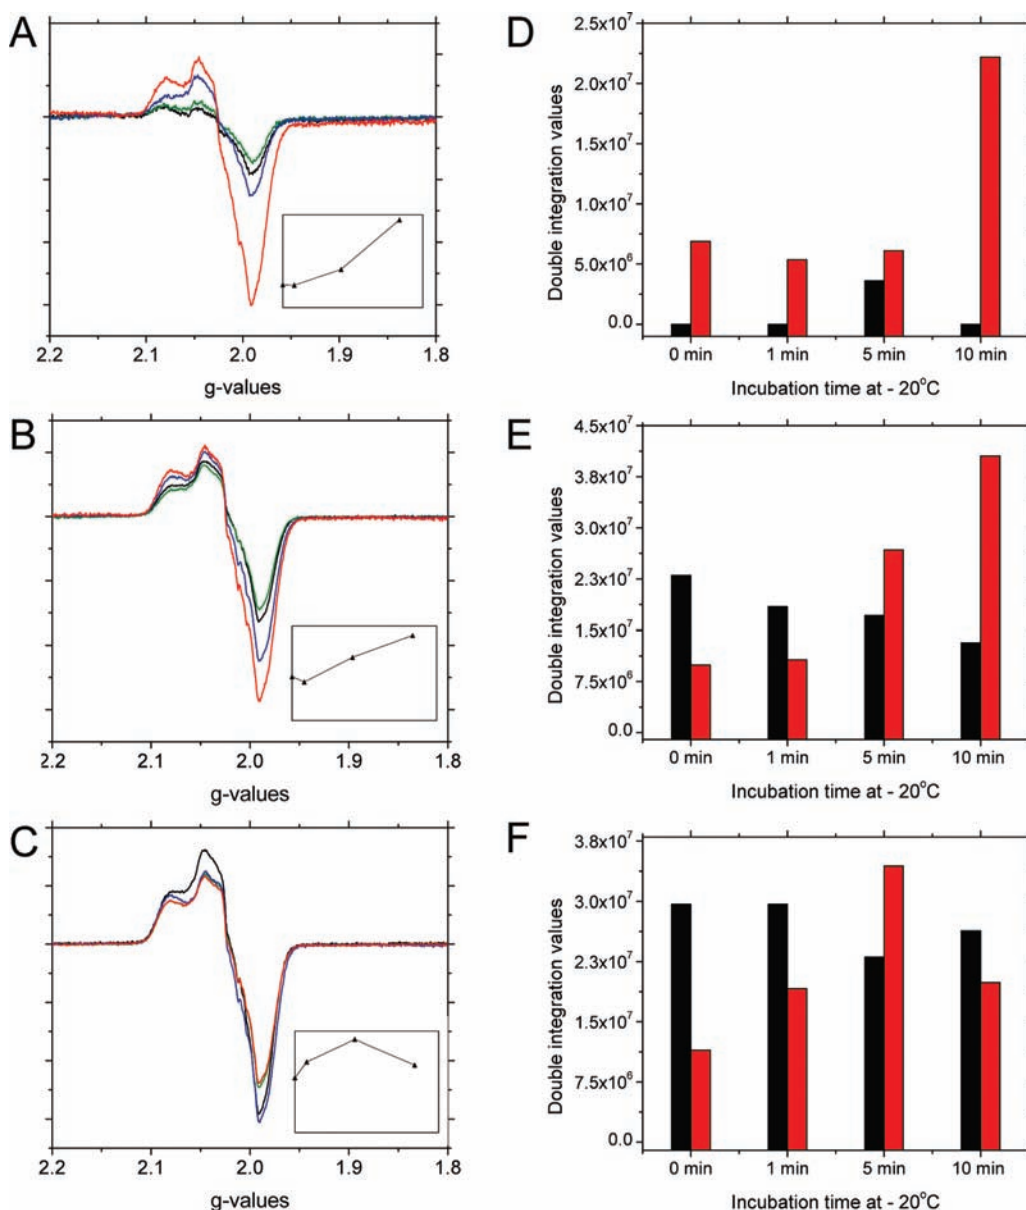 A
2.2 2.1 2.0 1.9 1.8
g-values
D
2.5x10⁷
2.0x10⁷
1.5x10⁷
1.0x10⁷
5.0x10⁶
0.0
Double integration values
0 min 1 min 5 min 10 min
Incubation time at - 20°C
B
2.2 2.1 2.0 1.9 1.8
g-values
E
4.5x10⁷
3.8x10⁷
3.0x10⁷
2.3x10⁷
1.5x10⁷
7.5x10⁶
0.0
Double integration values
0 min 1 min 5 min 10 min
Incubation time at - 20°C
C
2.2 2.1 2.0 1.9 1.8
g-values
F
3.8x10⁷
3.0x10⁷
2.3x10⁷
1.5x10⁷
7.5x10⁶
0.0
Double integration values
0 min 1 min 5 min 10 min
Incubation time at - 20°C